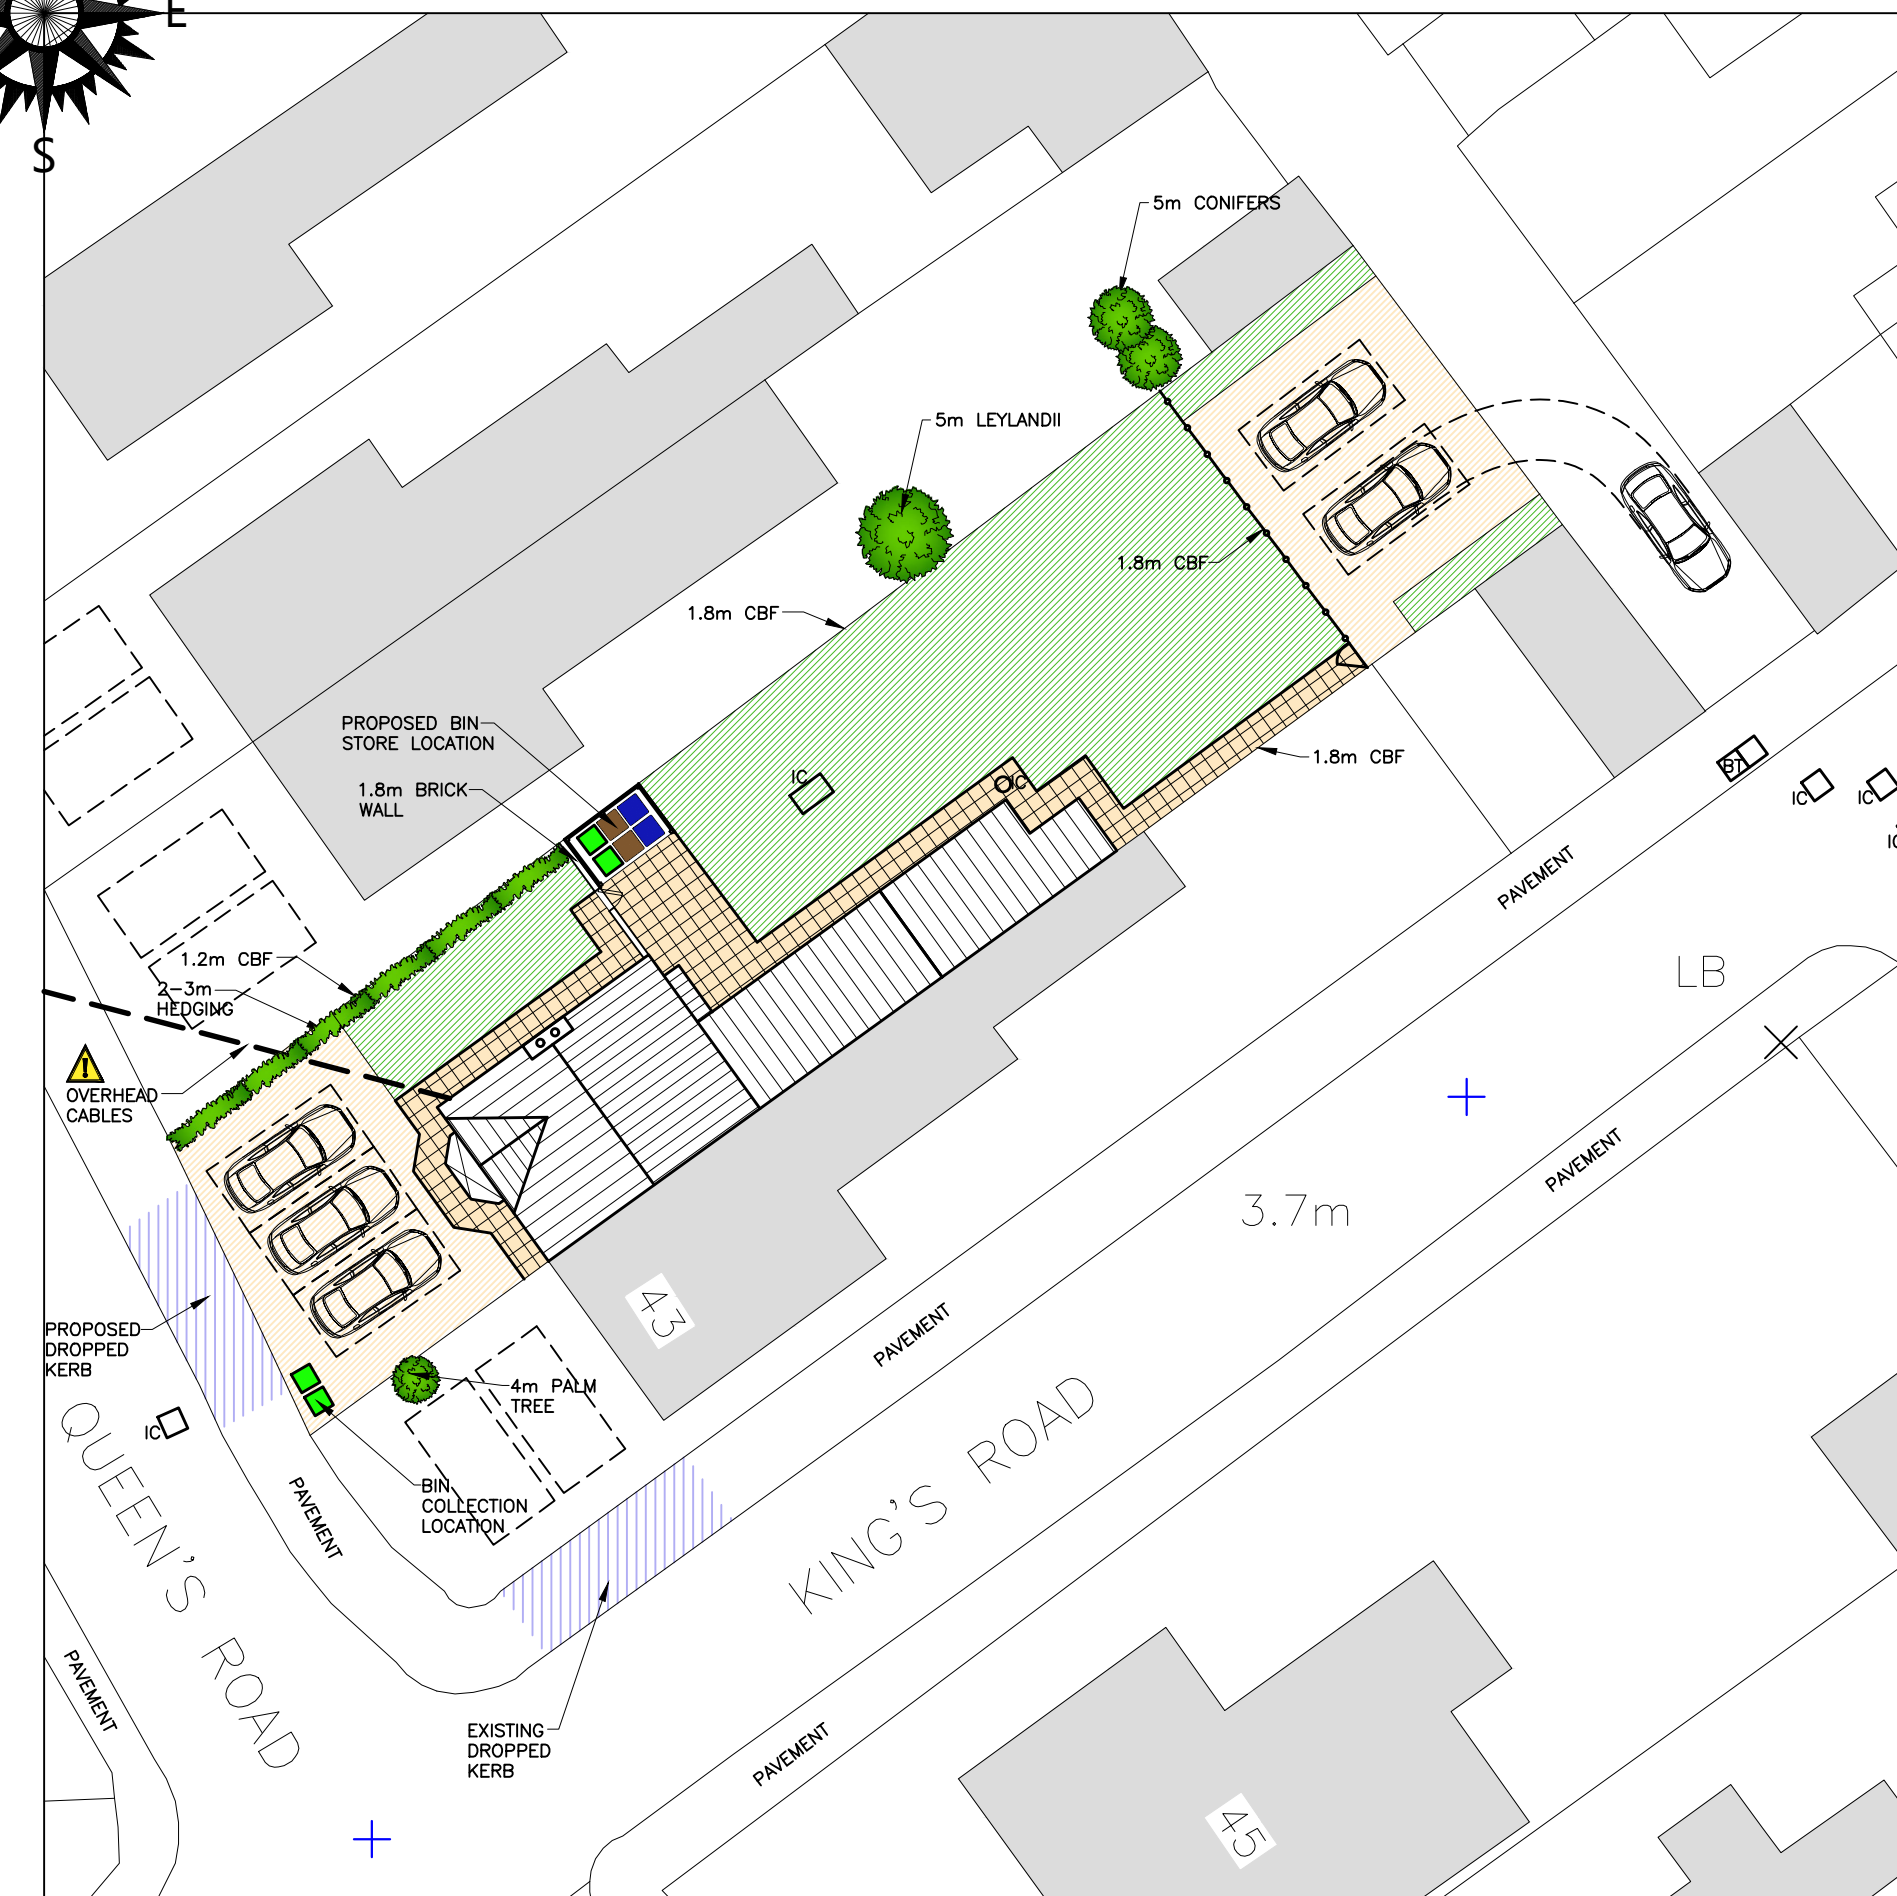 E
S
5m CONIFERS
5m LEYLANDII
1.8m CBF
1.8m CBF
PROPOSED BIN
STORE LOCATION
1.8m BRICK
WALL
IC
IC
1.8m CBF
BT
IC
IC
IC
PAVEMENT
1.2m CBF
2-3m
HEDGING
OVERHEAD
CABLES
LB
PAVEMENT
3.7m
43
PAVEMENT
PROPOSED
DROPPED
KERB
4m PALM
TREE
IC
BIN
COLLECTION
LOCATION
PAVEMENT
QUEEN'S ROAD
KING'S ROAD
PAVEMENT
EXISTING
DROPPED
KERB
PAVEMENT
45